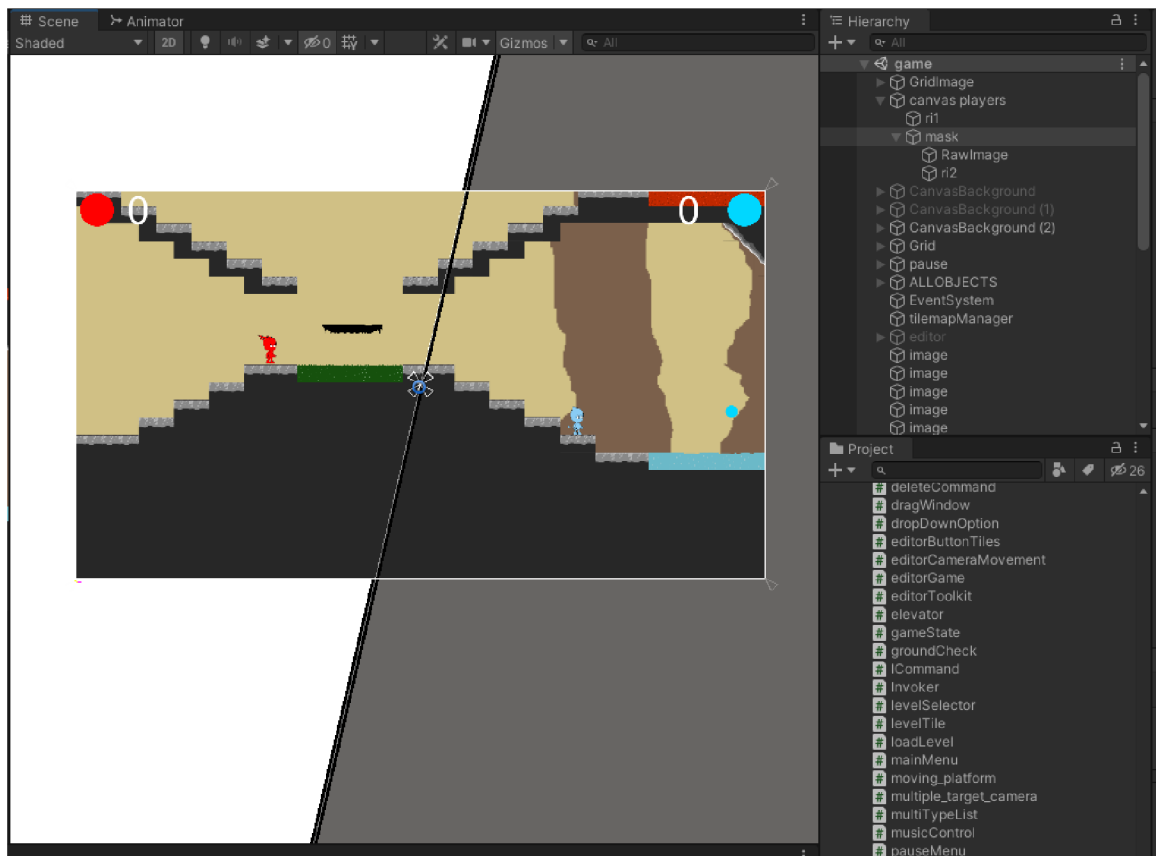 Scene Animator
Shaded 2D 0 Gizmos All
0 0
Hierarchy
All
game
GridImage
canvas players
ri1
mask
RawImage
ri2
CanvasBackground
CanvasBackground (1)
CanvasBackground (2)
Grid
pause
ALLOBJECTS
EventSystem
tilemapManager
editor
image
image
image
image
image
Project
26
deleteCommand
dragWindow
dropDownOption
editorButtonTiles
editorCameraMovement
editorGame
editorToolkit
elevator
gameState
groundCheck
ICommand
Invoker
levelSelector
levelTile
loadLevel
mainMenu
moving_platform
multiple_target_camera
multiTypeList
musicControl
pauseMenu